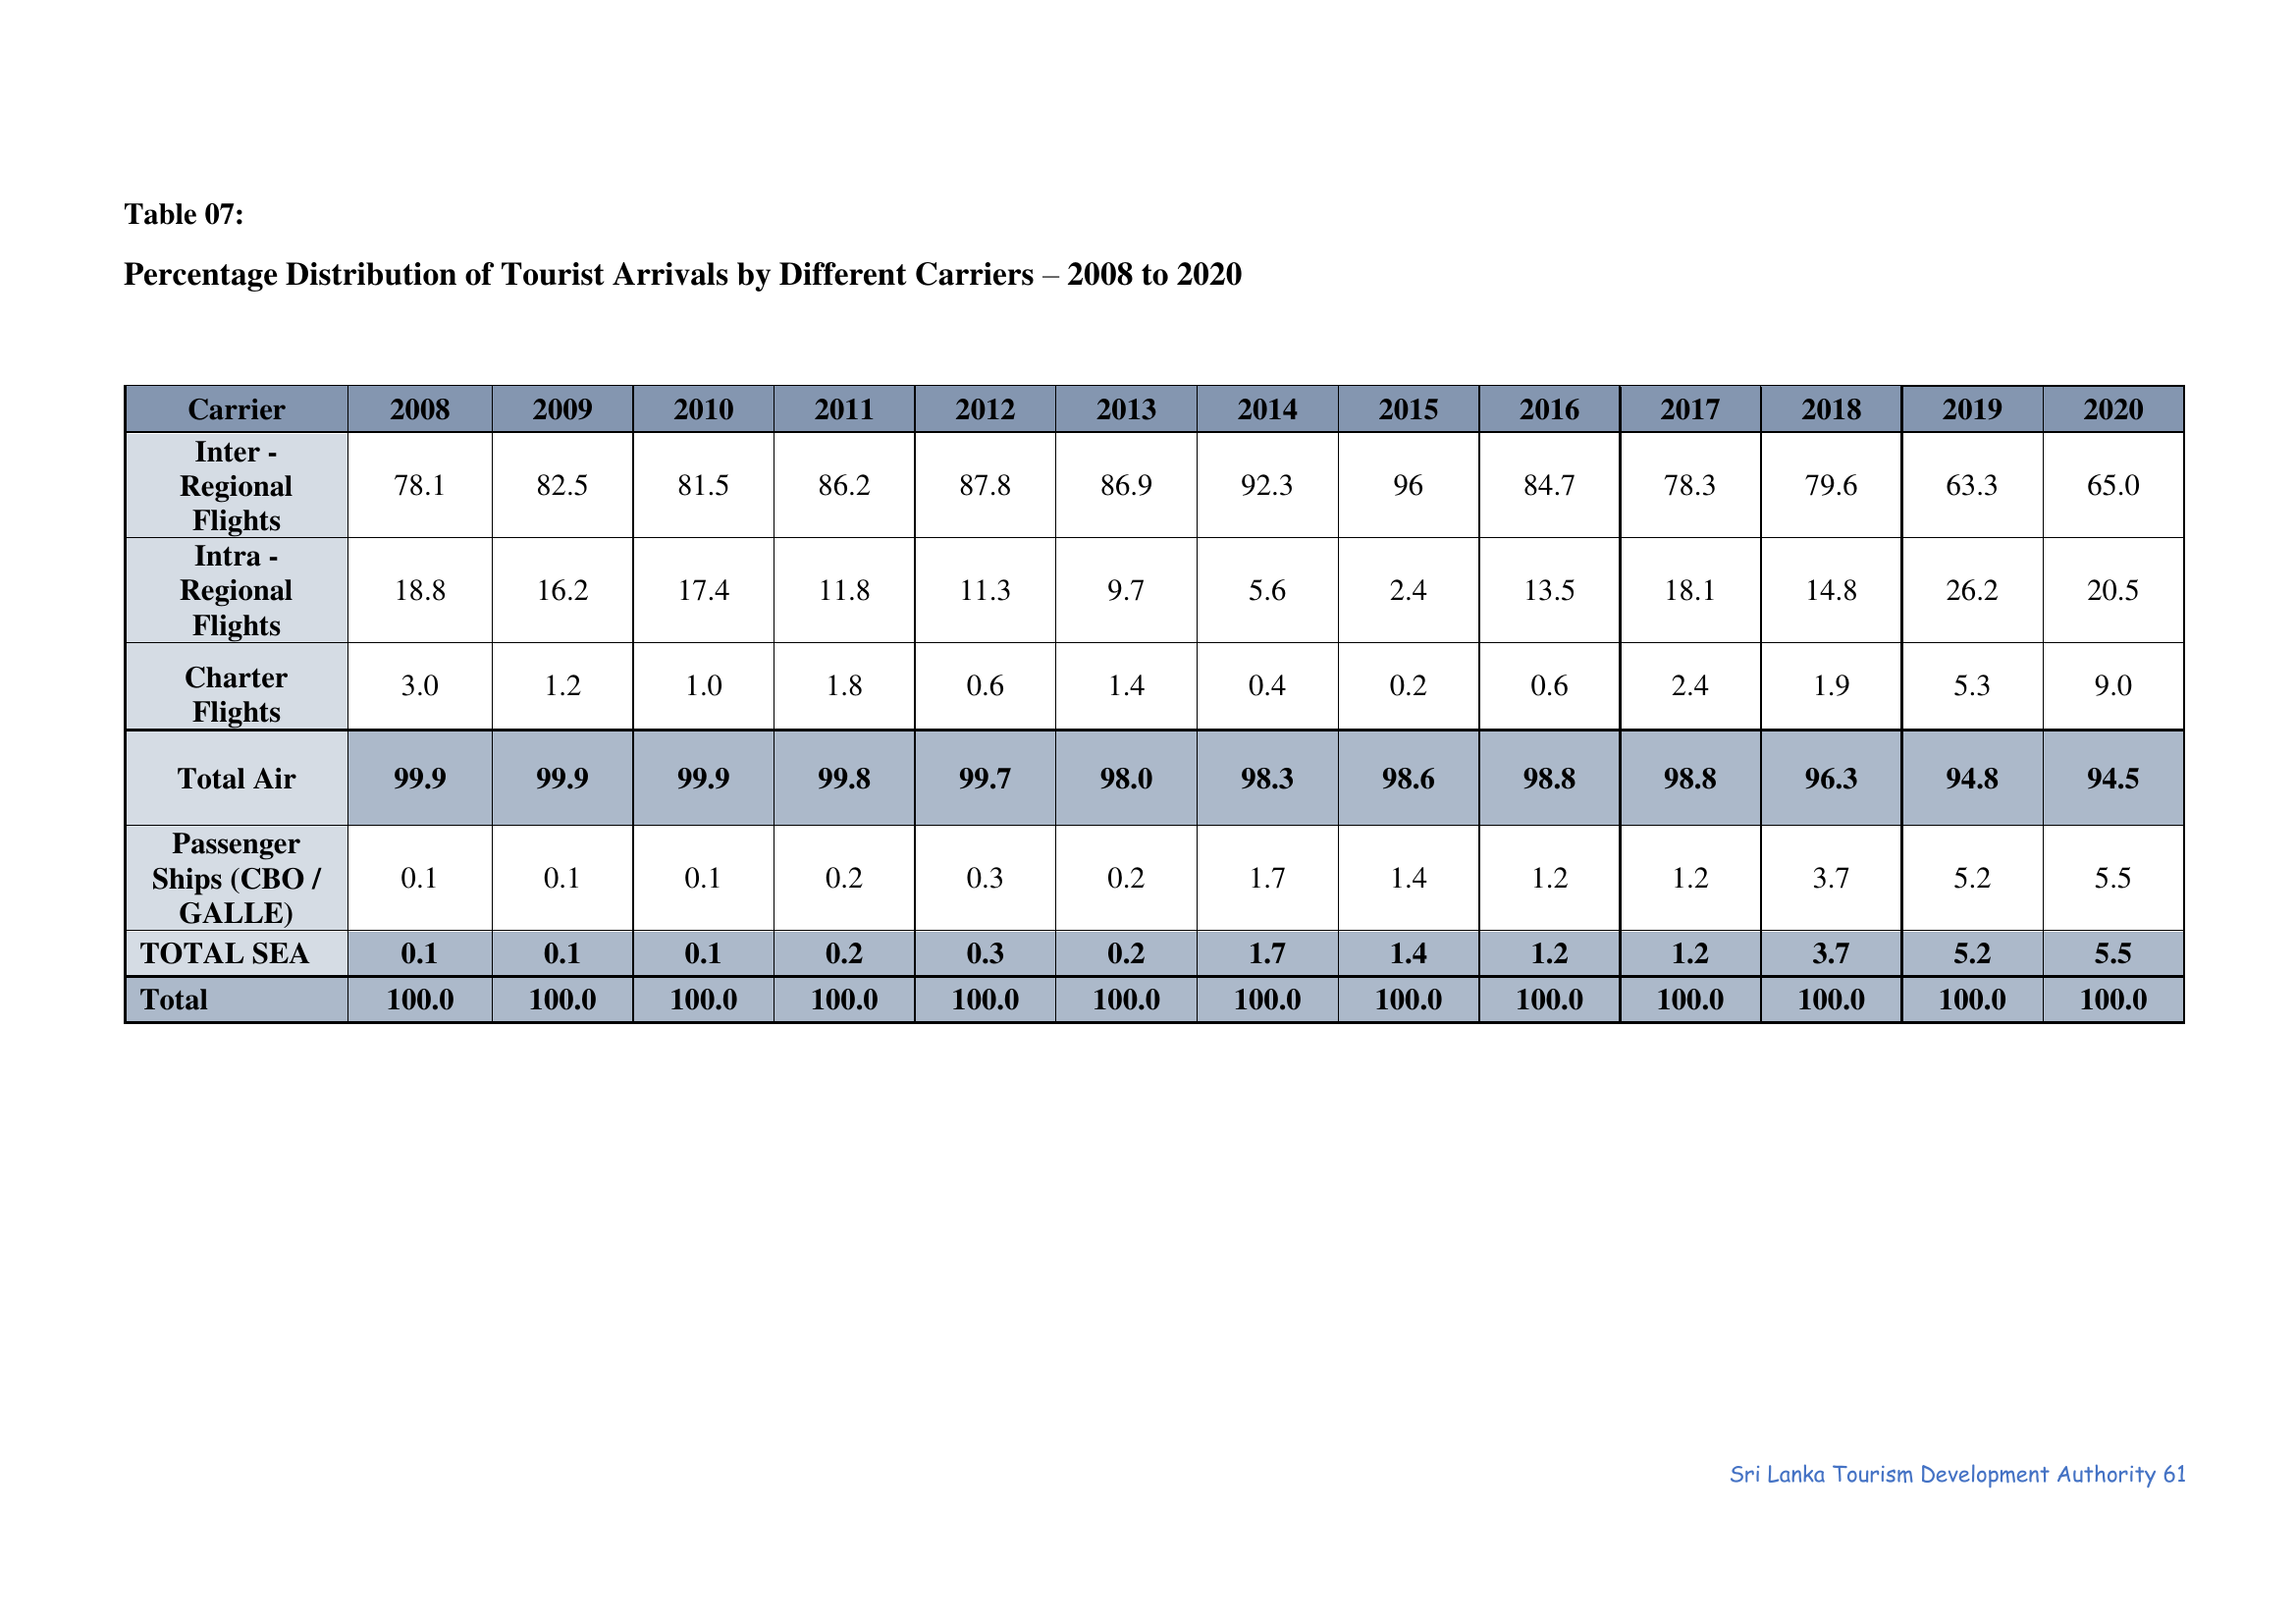 Table 07:
Percentage Distribution of Tourist Arrivals by Different Carriers – 2008 to 2020
Carrier 2008 2009 2010 2011 2012 2013 2014 2015 2016 2017 2018 2019 2020
Inter -
Regional
Flights
78.1 82.5 81.5 86.2 87.8 86.9 92.3 96 84.7 78.3 79.6 63.3 65.0
Intra -
Regional
Flights
18.8 16.2 17.4 11.8 11.3 9.7 5.6 2.4 13.5 18.1 14.8 26.2 20.5
Charter
Flights
3.0 1.2 1.0 1.8 0.6 1.4 0.4 0.2 0.6 2.4 1.9 5.3 9.0
Total Air 99.9 99.9 99.9 99.8 99.7 98.0 98.3 98.6 98.8 98.8 96.3 94.8 94.5
Passenger
Ships (CBO /
GALLE)
0.1 0.1 0.1 0.2 0.3 0.2 1.7 1.4 1.2 1.2 3.7 5.2 5.5
TOTAL SEA 0.1 0.1 0.1 0.2 0.3 0.2 1.7 1.4 1.2 1.2 3.7 5.2 5.5
Total 100.0 100.0 100.0 100.0 100.0 100.0 100.0 100.0 100.0 100.0 100.0 100.0 100.0
Sri Lanka Tourism Development Authority 61